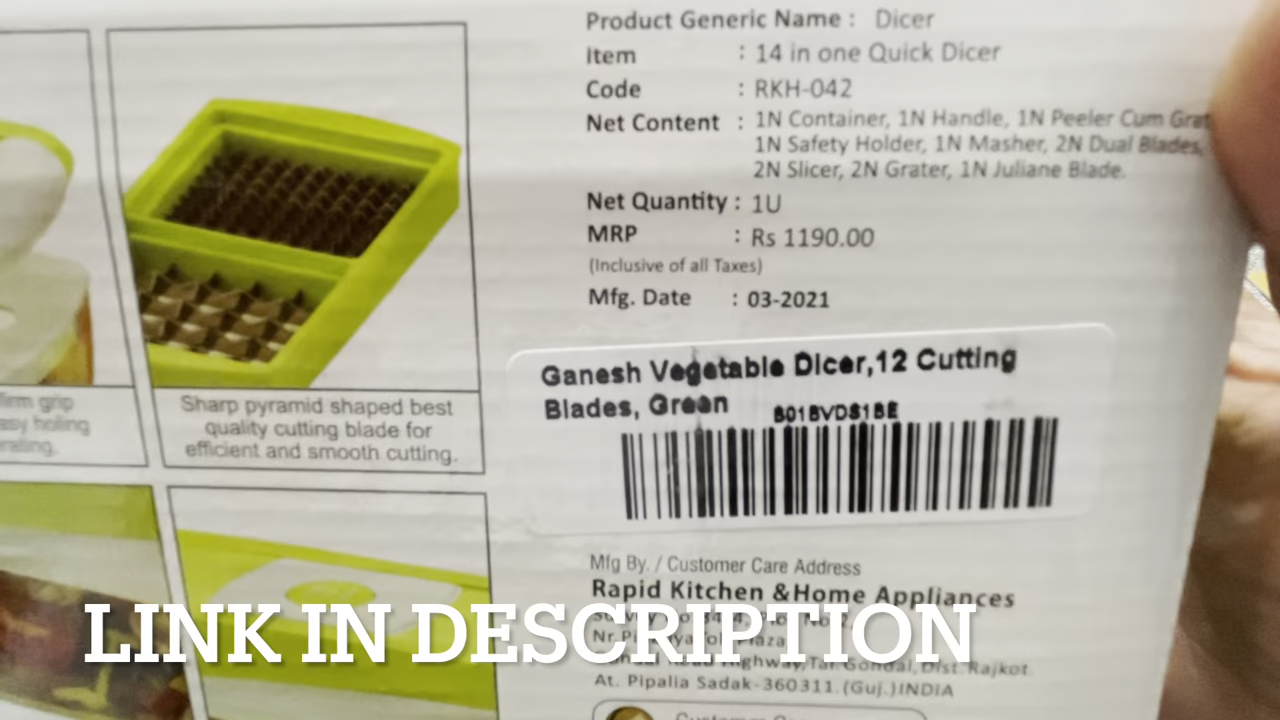 Product Generic Name : Dicer
Item : 14 in one Quick Dicer
Code : RKH-042
Net Content : 1N Container, 1N Handle, 1N Peeler Cum Grat
1N Safety Holder, 1N Masher, 2N Dual Blades,
2N Slicer, 2N Grater, 1N Juliane Blade.
Net Quantity : 1U
MRP : Rs 1190.00
(Inclusive of all Taxes)
Mfg. Date : 03-2021
Ganesh Vegetable Dicer,12 Cutting
Blades, Green
B01BVDS1BE
firm grip
easy holing
Sharp pyramid shaped best
quality cutting blade for
efficient and smooth cutting.
Mfg By. / Customer Care Address
Rapid Kitchen &Home Appliances
Nr. Plaza
Highway,Tal Gondal,Dist.Rajkot
At. Pipalia Sadak-360311.(Guj.)INDIA
LINK IN DESCRIPTION